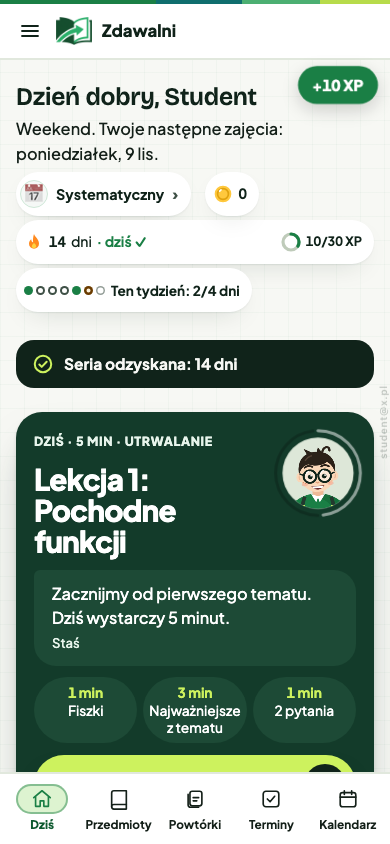 Zdawalni
Dzień dobry, Student
+10 XP
Weekend. Twoje następne zajęcia:
poniedziałek, 9 lis.
17
Systematyczny ›
0
14 dni · dziś ✓
10/30 XP
Ten tydzień: 2/4 dni
Seria odzyskana: 14 dni
student@x.pl
DZIŚ · 5 MIN · UTRWALANIE
Lekcja 1:
Pochodne
funkcji
Zacznijmy od pierwszego tematu.
Dziś wystarczy 5 minut.
Staś
1 min
Fiszki
3 min
Najważniejsze
z tematu
1 min
2 pytania
Dziś
Przedmioty
Powtórki
Terminy
Kalendarz